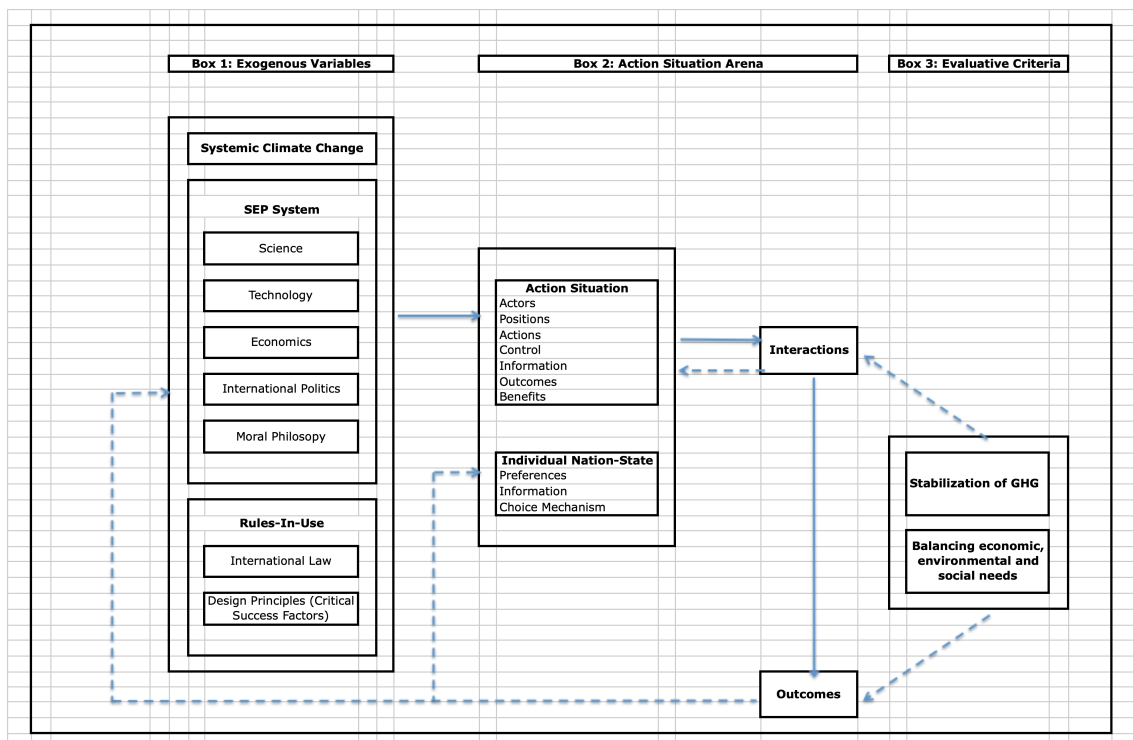 Box 1: Exogenous Variables
Box 2: Action Situation Arena
Box 3: Evaluative Criteria
Systemic Climate Change
SEP System
Science
Technology
Economics
International Politics
Moral Philosopy
Rules-In-Use
International Law
Design Principles (Critical
Success Factors)
Action Situation
Actors
Positions
Actions
Control
Information
Outcomes
Benefits
Individual Nation-State
Preferences
Information
Choice Mechanism
Interactions
Outcomes
Stabilization of GHG
Balancing economic,
environmental and
social needs